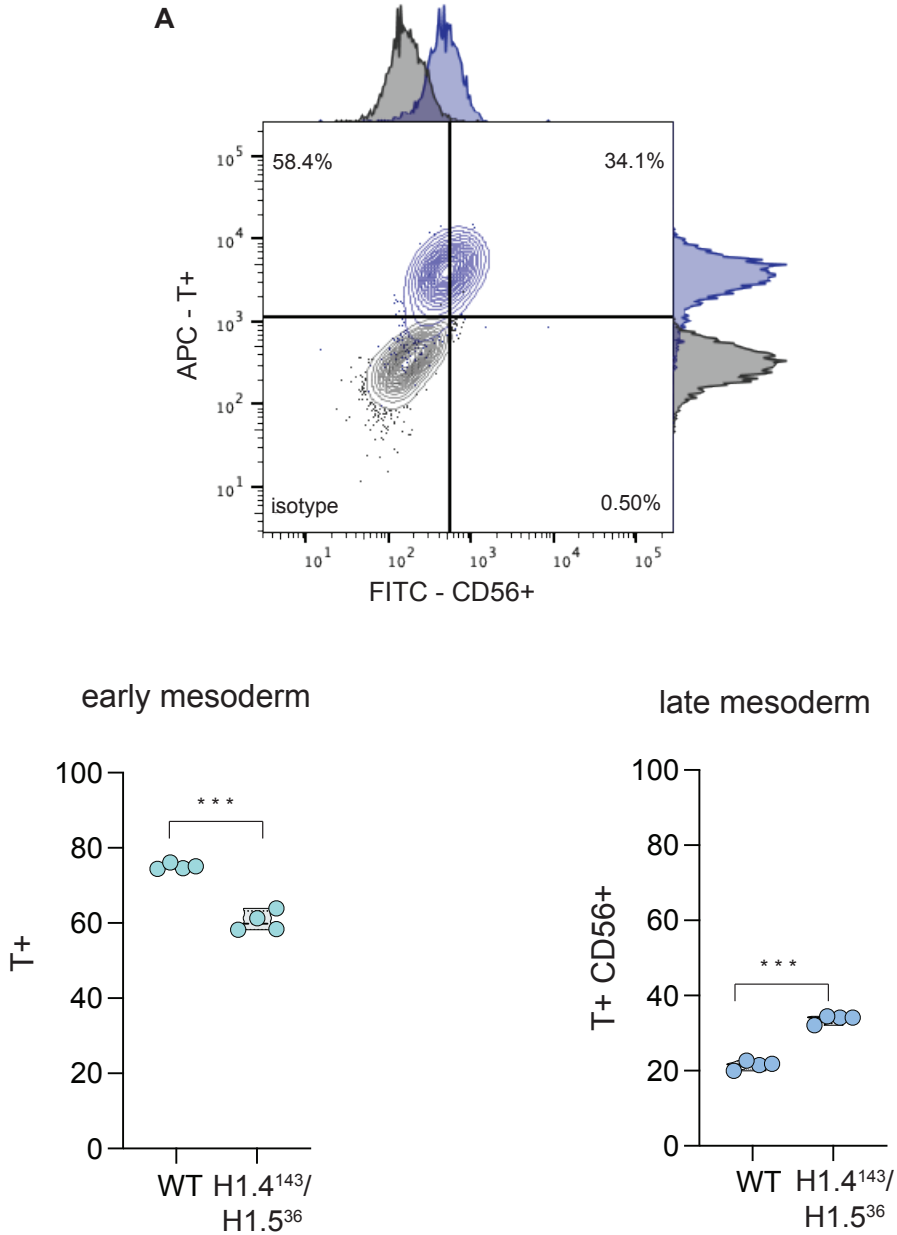 A
10⁵
58.4%
34.1%
10⁴
APC - T+
10³
10²
10¹
isotype
0.50%
10¹
10²
10³
10⁴
10⁵
FITC - CD56+
early mesoderm
100
80
60
40
20
0
T+
* * *
WT
H1.4¹⁴³/
H1.5³⁶
late mesoderm
100
80
60
40
20
0
T+ CD56+
* * *
WT
H1.4¹⁴³/
H1.5³⁶